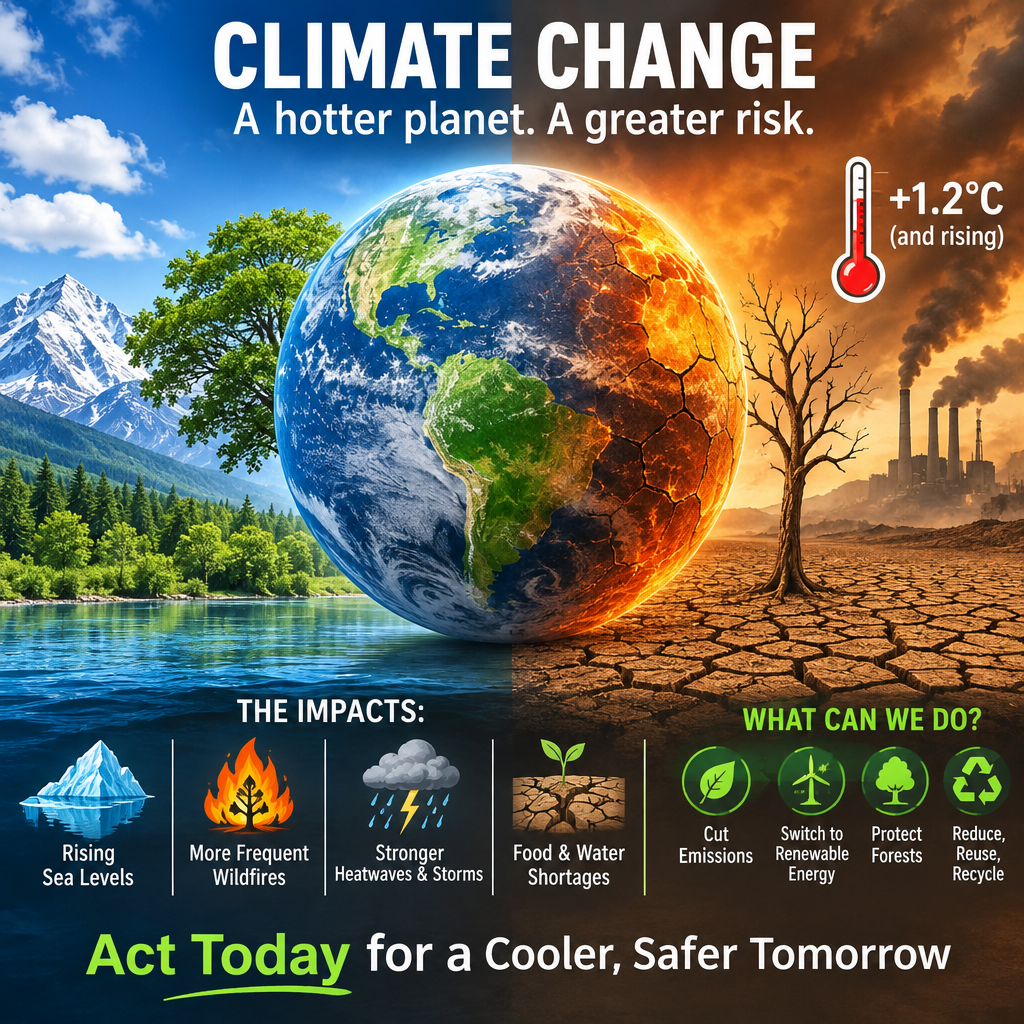 CLIMATE CHANGE
A hotter planet. A greater risk.
+1.2°C
(and rising)
THE IMPACTS:
Rising
Sea Levels
More Frequent
Wildfires
Stronger
Heatwaves & Storms
Food & Water
Shortages
WHAT CAN WE DO?
Cut
Emissions
Switch to
Renewable
Energy
Protect
Forests
Reduce,
Reuse,
Recycle
Act Today for a Cooler, Safer Tomorrow